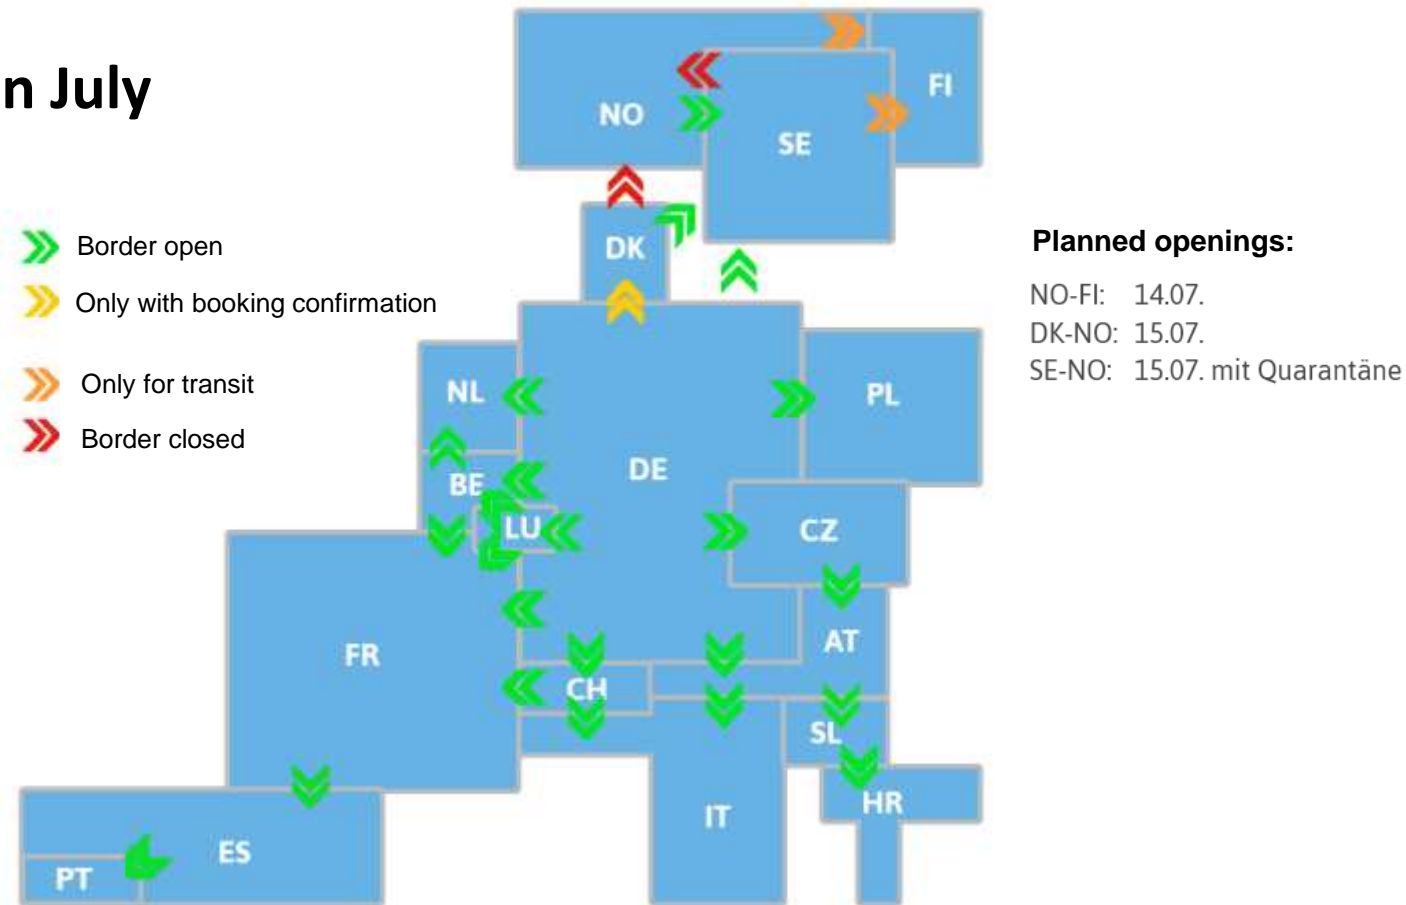 n July
Border open
Only with booking confirmation
Only for transit
Border closed
NO
SE
FI
DK
NL
BE
LU
DE
PL
CZ
FR
CH
AT
SL
HR
IT
ES
PT
Planned openings:
NO-FI: 14.07.
DK-NO: 15.07.
SE-NO: 15.07. mit Quarantäne